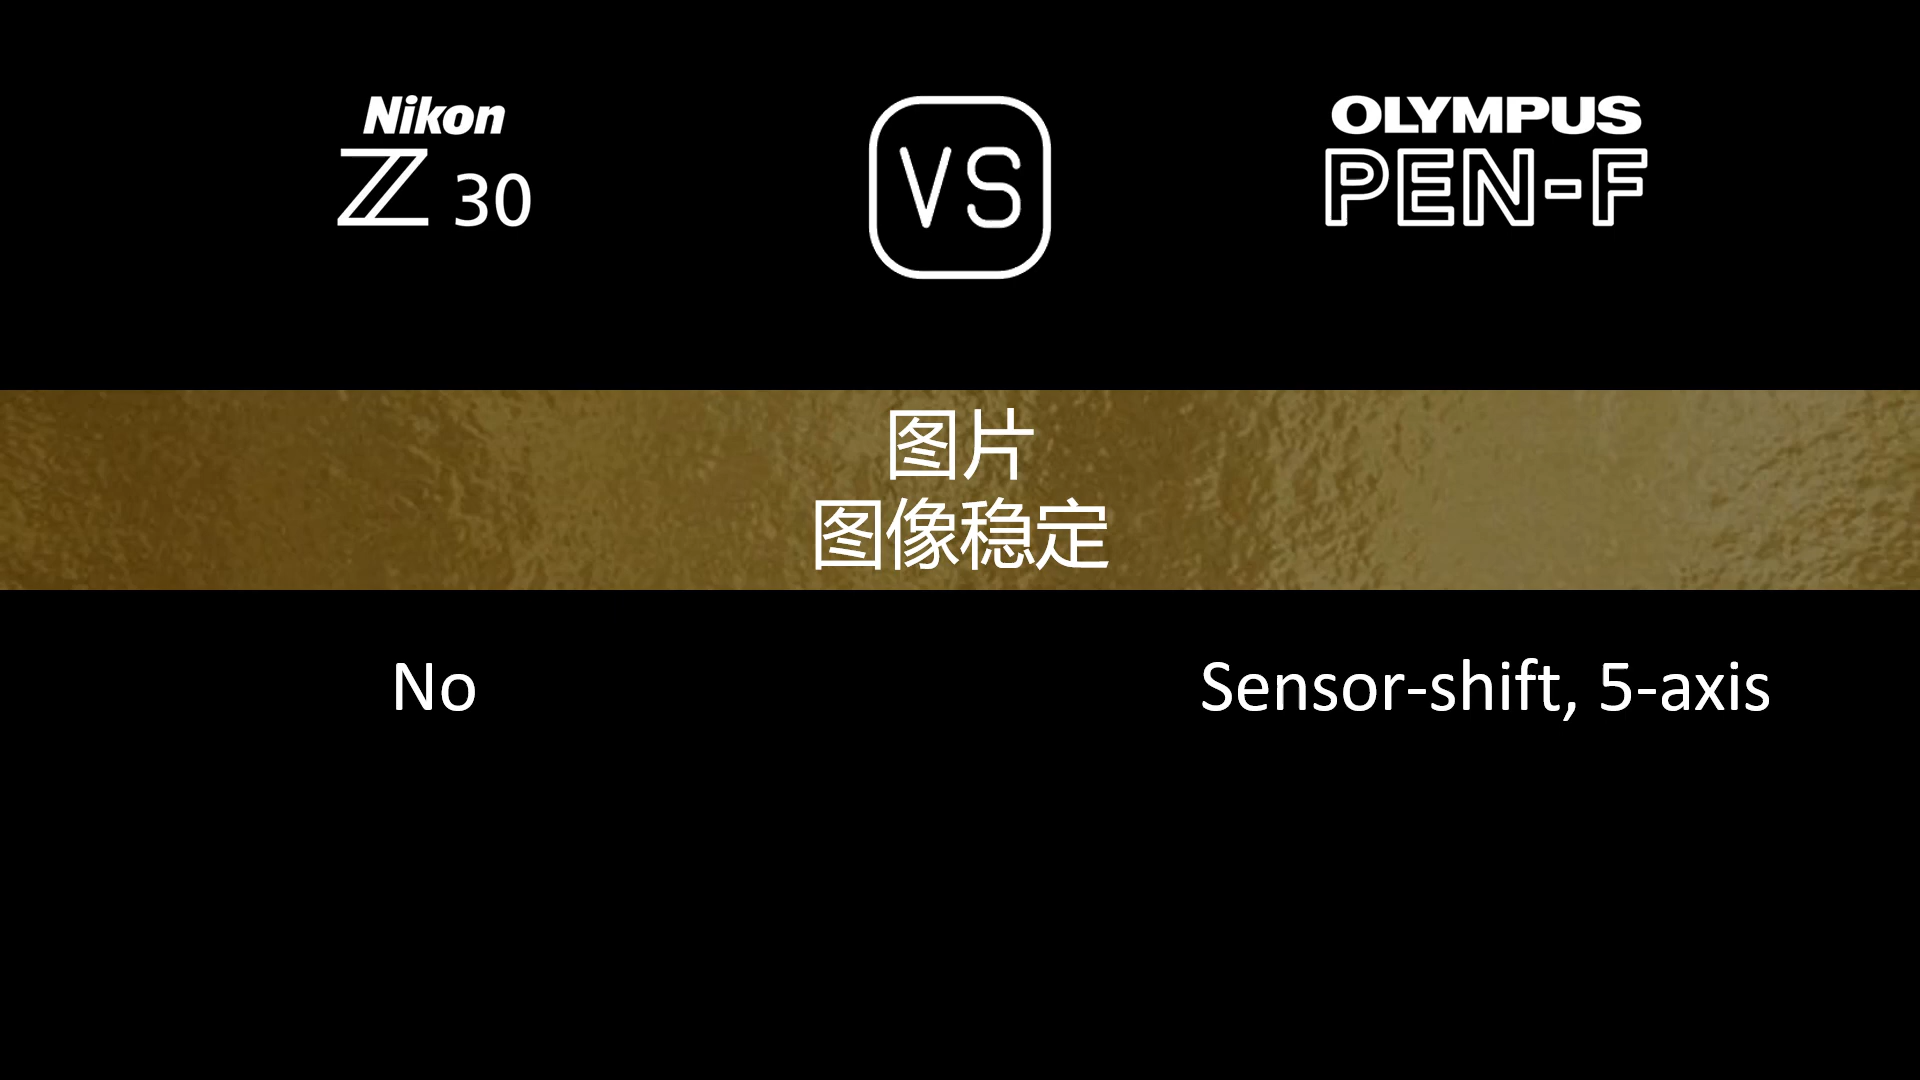 Nikon
Z 30
VS
OLYMPUS
PEN-F
图片
图像稳定
No
Sensor-shift, 5-axis